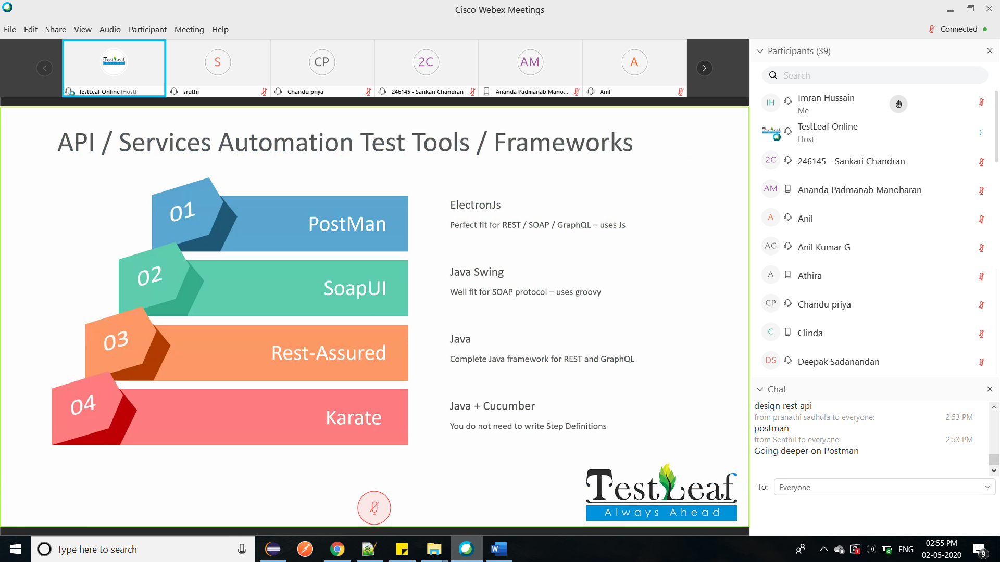 Cisco Webex Meetings
File Edit Share View Audio Participant Meeting Help
Connected
TestLeaf
S
CP
2C
AM
A
TestLeaf Online (Host)
sruthi
Chandu priya
246145 - Sankari Chandran
Ananda Padmanab Mano...
Anil
API / Services Automation Test Tools / Frameworks
01
PostMan
ElectronJs
Perfect fit for REST / SOAP / GraphQL – uses Js
02
SoapUI
Java Swing
Well fit for SOAP protocol – uses groovy
03
Rest-Assured
Java
Complete Java framework for REST and GraphQL
04
Karate
Java + Cucumber
You do not need to write Step Definitions
TestLeaf
Always Ahead
Participants (39)
Search
IH Imran Hussain
Me
TestLeaf
TestLeaf Online
Host
2C 246145 - Sankari Chandran
AM Ananda Padmanab Manoharan
A Anil
AG Anil Kumar G
A Athira
CP Chandu priya
C Clinda
DS Deepak Sadanandan
Chat
design rest api
from pranathi sadhula to everyone: 2:53 PM
postman
from Senthil to everyone: 2:53 PM
Going deeper on Postman
To: Everyone
Type here to search
W
ENG
02:55 PM
02-05-2020
9